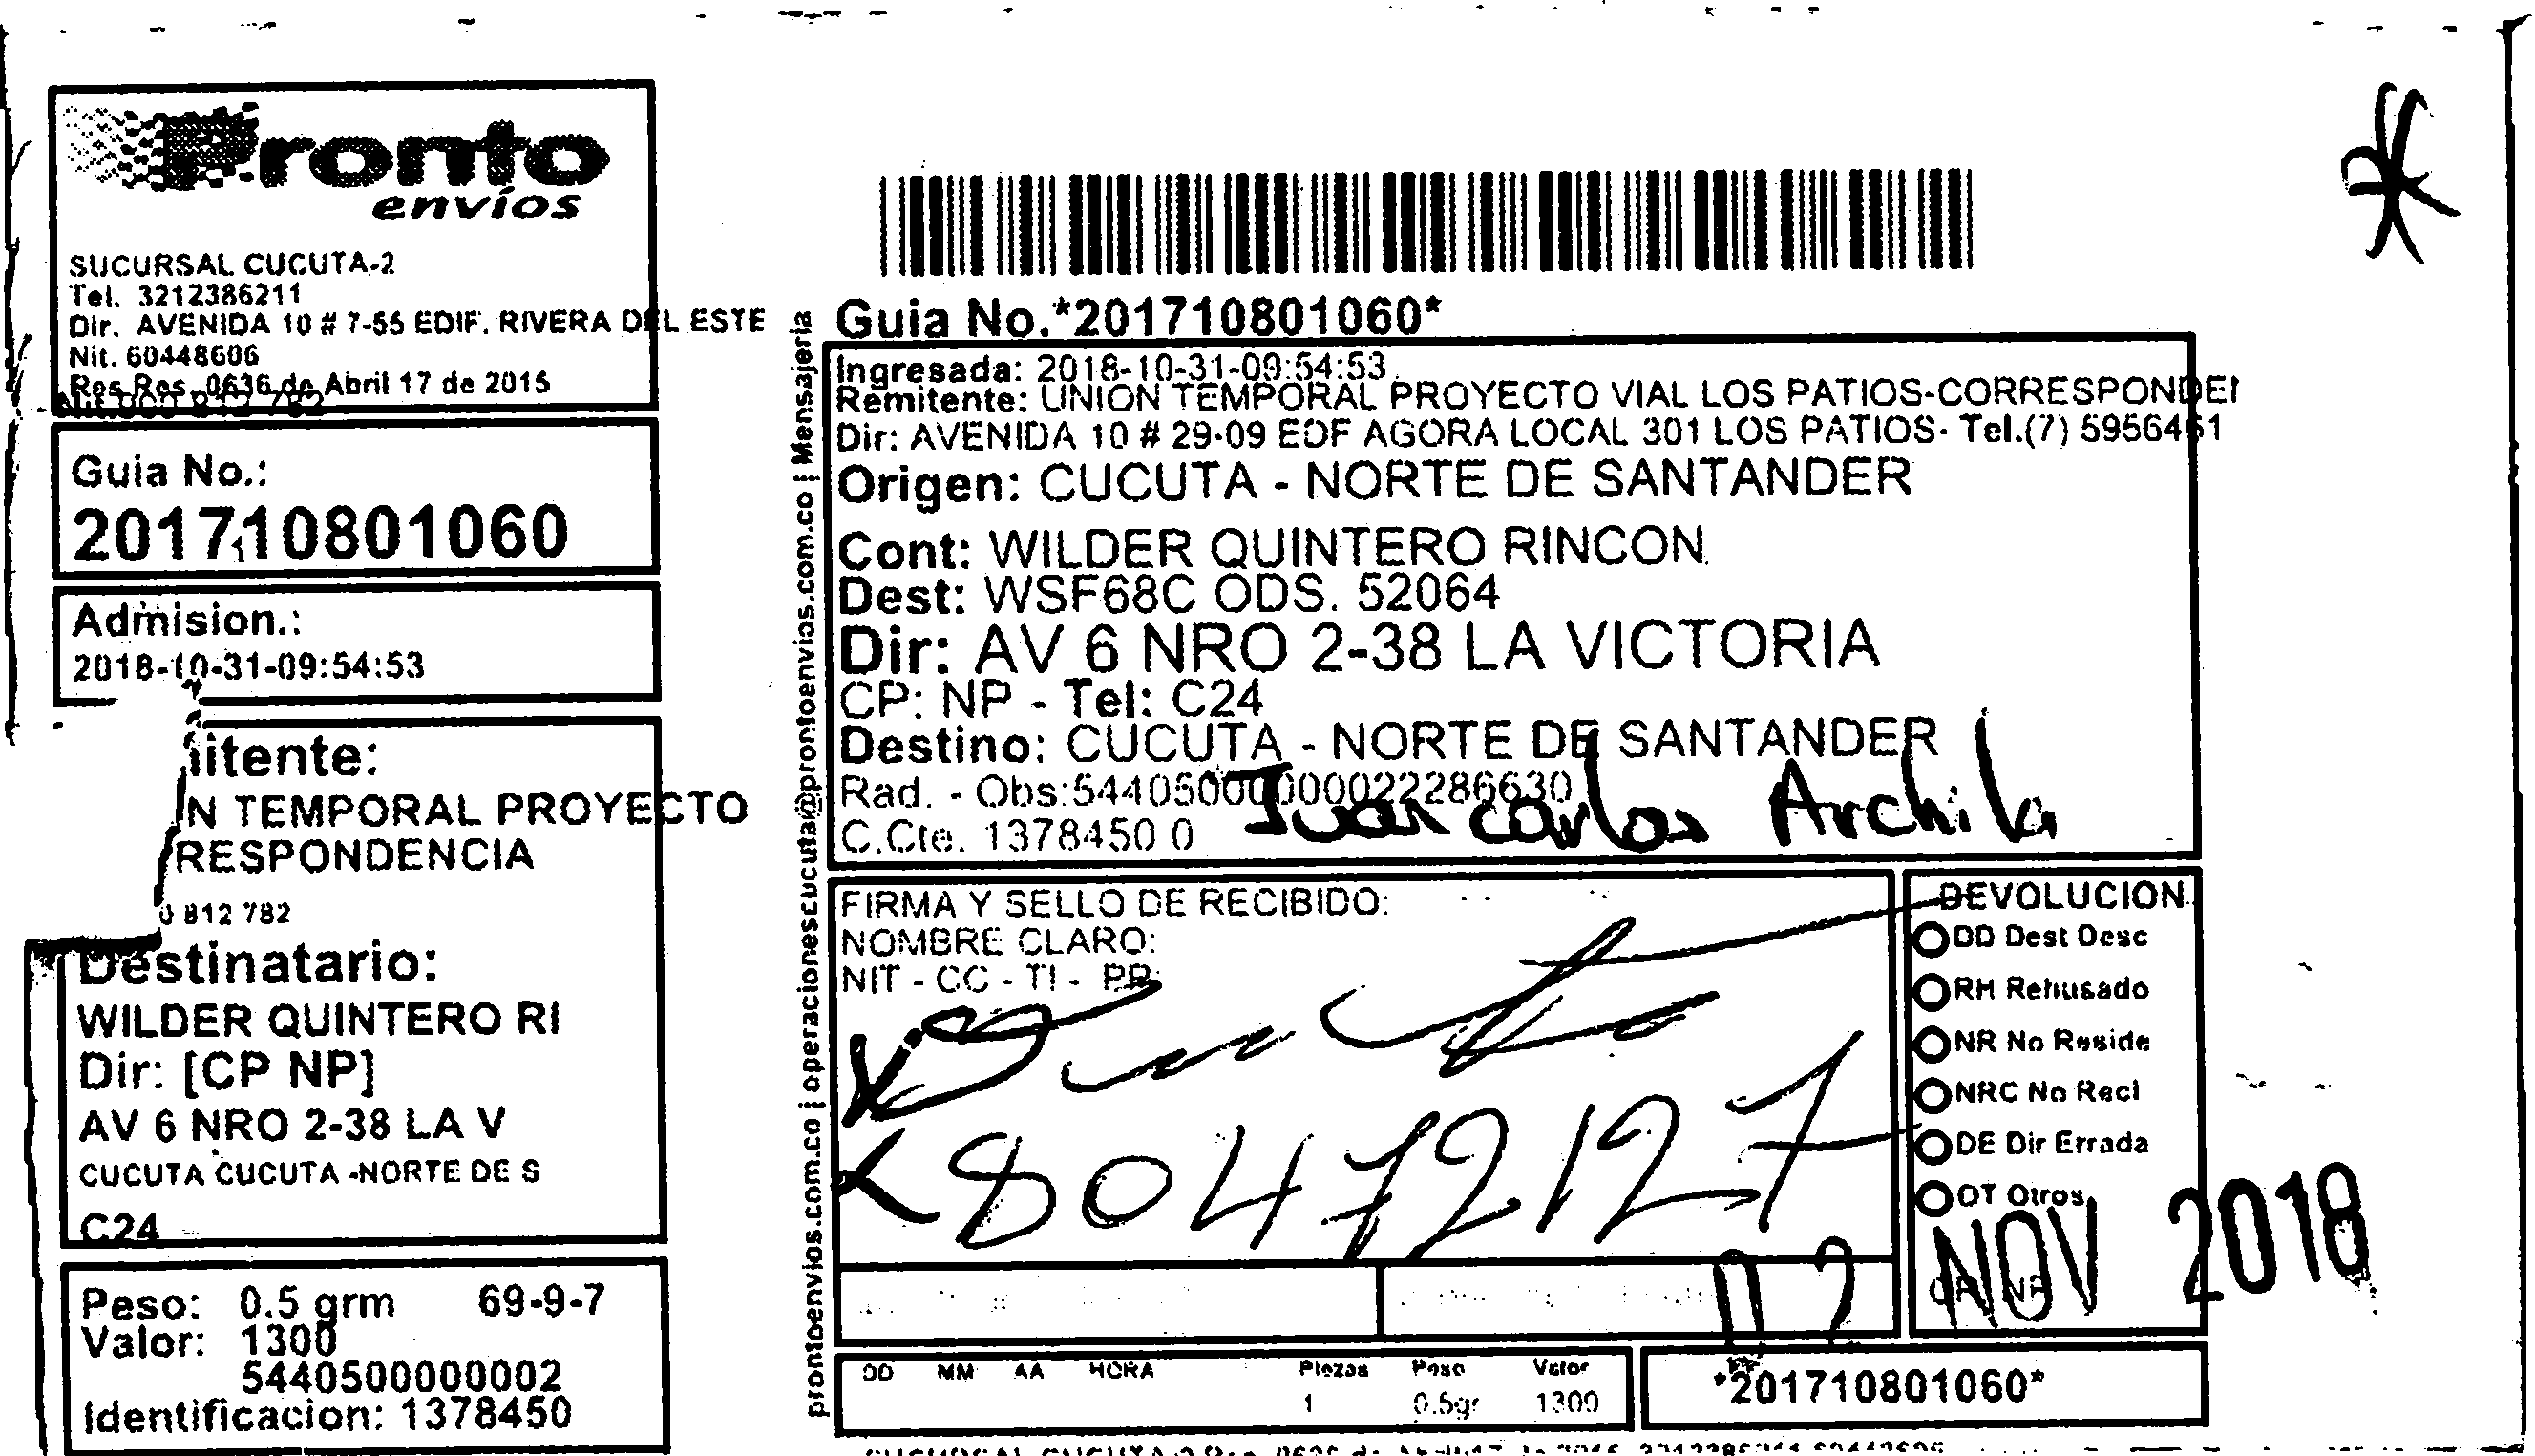 Pronto
envíos
SUCURSAL CUCUTA-2
Tel. 3212386211
Dir. AVENIDA 10 # 7-55 EDIF. RIVERA DEL ESTE
Nit. 60448606
Res Res. 0636 de Abril 17 de 2015
Nit.900 812 782
Guia No.:
201710801060
Admision.:
2018-10-31-09:54:53
itente:
N TEMPORAL PROYECTO
RESPONDENCIA
0 812 782
Destinatario:
WILDER QUINTERO RI
Dir: [CP NP]
AV 6 NRO 2-38 LA V
CUCUTA CUCUTA -NORTE DE S
C24
Peso: 0.5 grm 69-9-7
Valor: 1300
5440500000002
Identificacion: 1378450
prontoenvios.com.co | operacionescucuta@prontoenvios.com.co | Mensajeria
Guia No.*201710801060*
Ingresada: 2018-10-31-09:54:53
Remitente: UNION TEMPORAL PROYECTO VIAL LOS PATIOS-CORRESPONDEN
Dir: AVENIDA 10 # 29-09 EDF AGORA LOCAL 301 LOS PATIOS- Tel.(7) 5956461
Origen: CUCUTA - NORTE DE SANTANDER
Cont: WILDER QUINTERO RINCON
Dest: WSF68C ODS. 52064
Dir: AV 6 NRO 2-38 LA VICTORIA
CP: NP - Tel: C24
Destino: CUCUTA - NORTE DE SANTANDER
Rad. - Obs:5440500000022286630
C.Cte. 1378450 0
Juan carlos Archila
FIRMA Y SELLO DE RECIBIDO:
NOMBRE CLARO:
NIT - CC - TI - PR:
80472127
DEVOLUCION
DD Dest Desc
RH Rehusado
NR No Reside
NRC No Recl
DE Dir Errada
OT Otros
NOV 2018
DD MM AA HORA Piezas Peso Valor
1 0.5gr 1300
*201710801060*